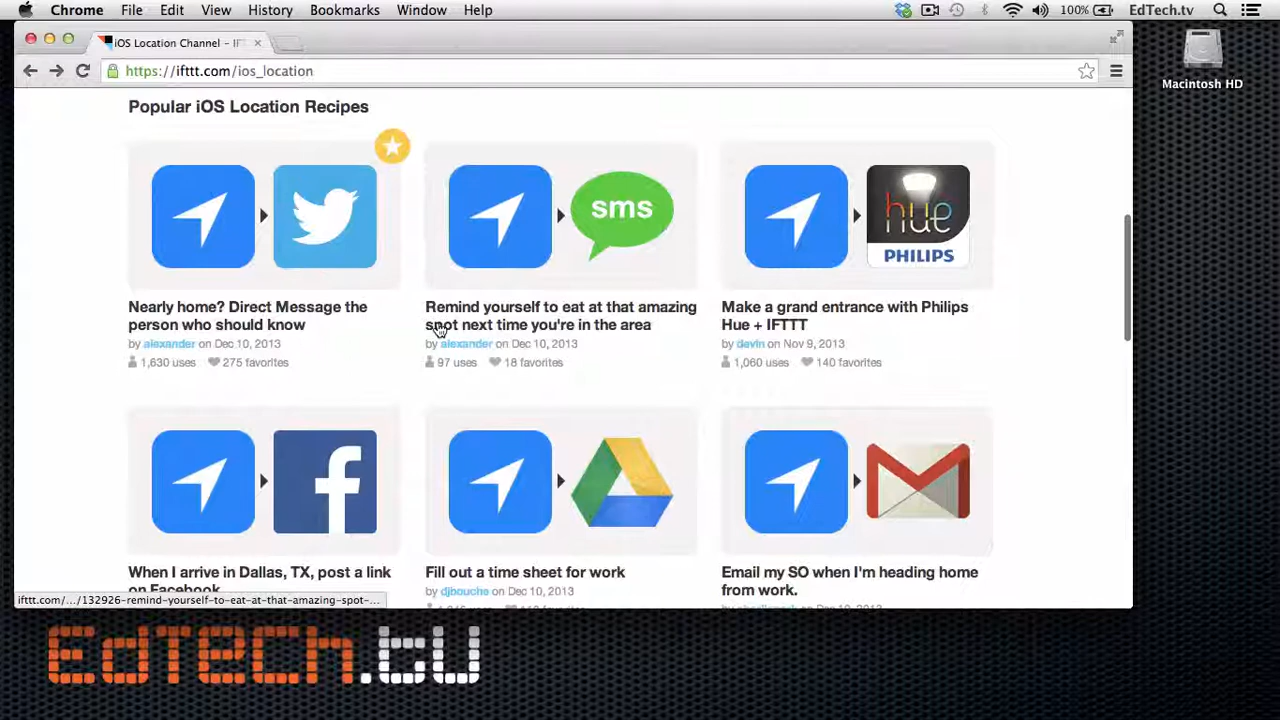 Chrome File Edit View History Bookmarks Window Help 100% EdTech.tv
iOS Location Channel - IFT
https://ifttt.com/ios_location
Macintosh HD
Popular iOS Location Recipes
sms
hue
PHILIPS
Nearly home? Direct Message the
person who should know
by alexander on Dec 10, 2013
1,630 uses 275 favorites
Remind yourself to eat at that amazing
spot next time you're in the area
by alexander on Dec 10, 2013
97 uses 18 favorites
Make a grand entrance with Philips
Hue + IFTTT
by devin on Nov 9, 2013
1,060 uses 140 favorites
When I arrive in Dallas, TX, post a link
on Facebook
Fill out a time sheet for work
by djbouche on Dec 10, 2013
Email my SO when I'm heading home
from work.
ifttt.com/.../132926-remind-yourself-to-eat-at-that-amazing-spot-...
EdTech.tv